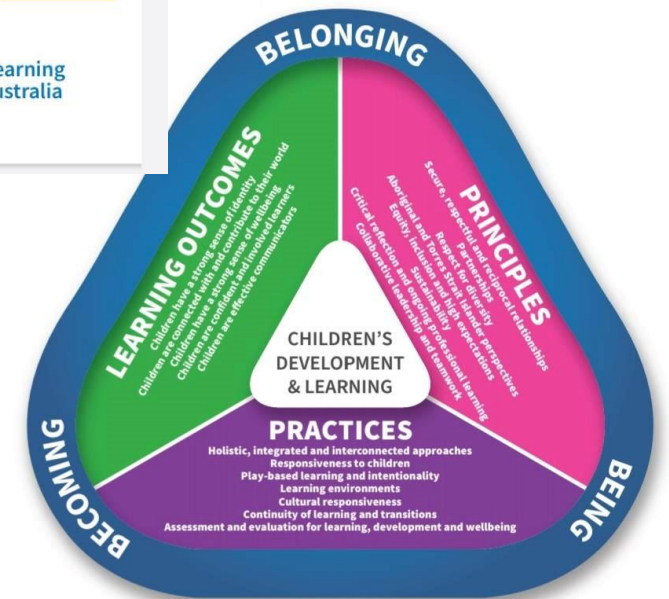 earning
ustralia
BELONGING
LEARNING OUTCOMES
Children have a strong sense of identity
Children are connected with and contribute to their world
Children have a strong sense of wellbeing
Children are confident and involved learners
Children are effective communicators
PRINCIPLES
Secure, respectful and reciprocal relationships
Partnerships
Respect for diversity
Aboriginal and Torres Strait Islander perspectives
Equity, inclusion and high expectations
Sustainability
Critical reflection and ongoing professional learning
Collaborative leadership and teamwork
CHILDREN'S
DEVELOPMENT
& LEARNING
PRACTICES
Holistic, integrated and interconnected approaches
Responsiveness to children
Play-based learning and intentionality
Learning environments
Cultural responsiveness
Continuity of learning and transitions
Assessment and evaluation for learning, development and wellbeing
BECOMING
BEING